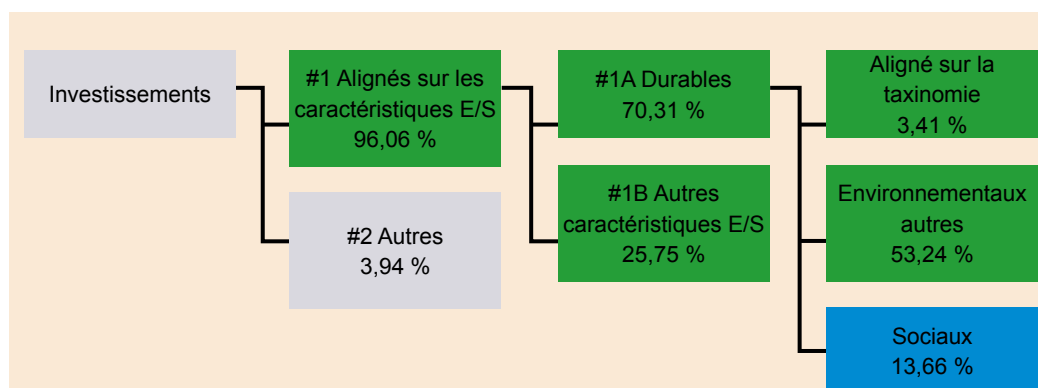 Investissements
#1 Alignés sur les
caractéristiques E/S
96,06 %
#2 Autres
3,94 %
#1A Durables
70,31 %
#1B Autres
caractéristiques E/S
25,75 %
Aligné sur la
taxinomie
3,41 %
Environnementaux
autres
53,24 %
Sociaux
13,66 %